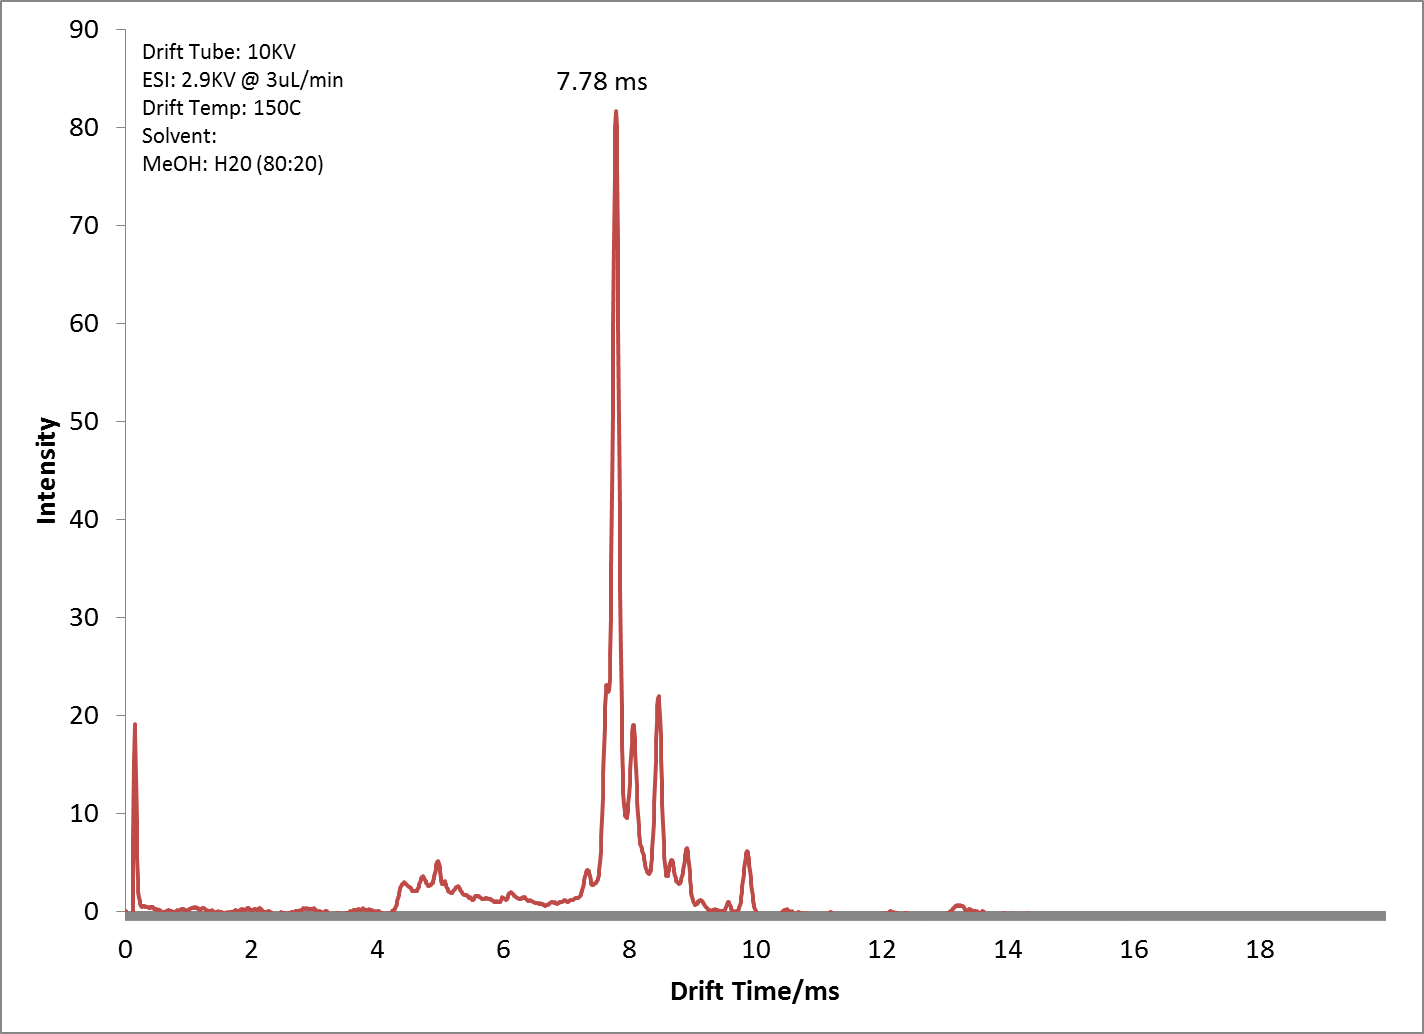 90
Drift Tube: 10KV
ESI: 2.9KV @ 3uL/min
Drift Temp: 150C
Solvent:
MeOH: H20 (80:20)
7.78 ms
80
70
60
50
40
30
20
10
0
Intensity
0 2 4 6 8 10 12 14 16 18
Drift Time/ms